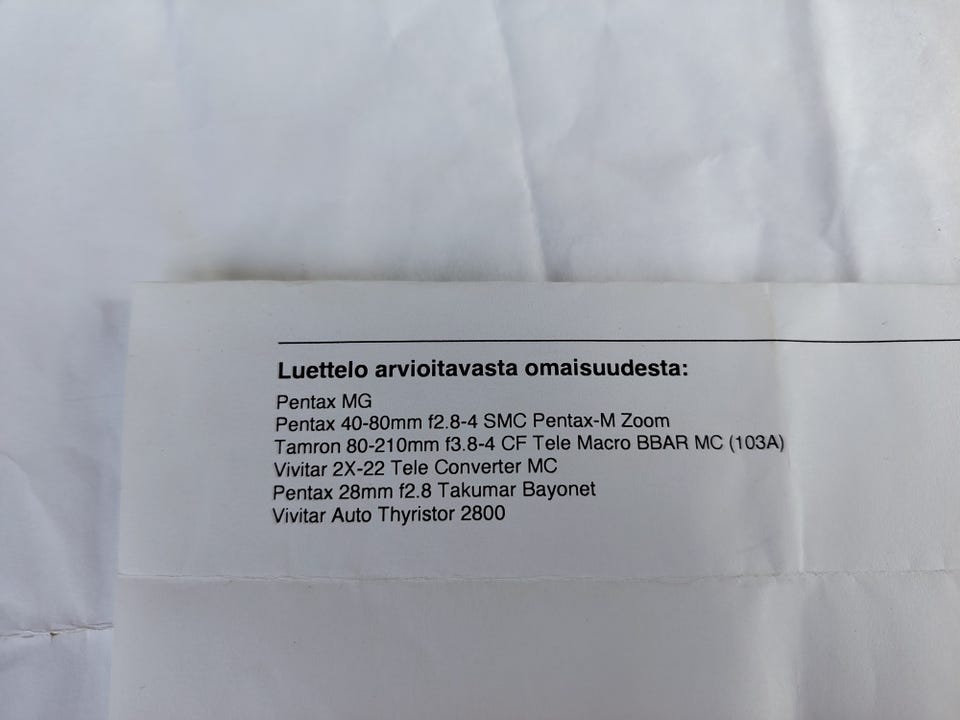 Luettelo arvioitavasta omaisuudesta:
Pentax MG
Pentax 40-80mm f2.8-4 SMC Pentax-M Zoom
Tamron 80-210mm f3.8-4 CF Tele Macro BBAR MC (103A)
Vivitar 2X-22 Tele Converter MC
Pentax 28mm f2.8 Takumar Bayonet
Vivitar Auto Thyristor 2800